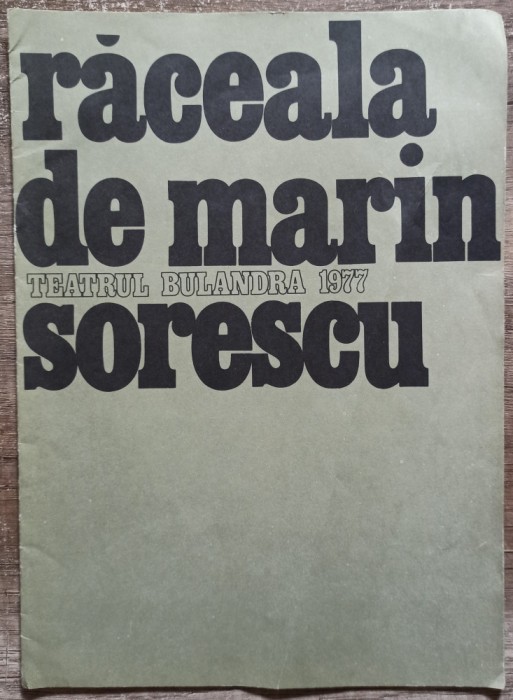 răceala
de marin
TEATRUL BULANDRA 1977
sorescu